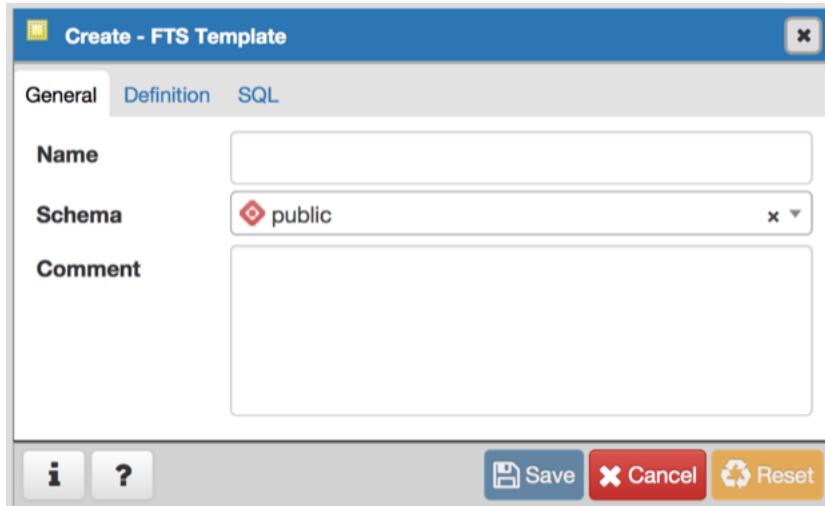 Create - FTS Template
General Definition SQL
Name
Schema public
Comment
i ? Save Cancel Reset